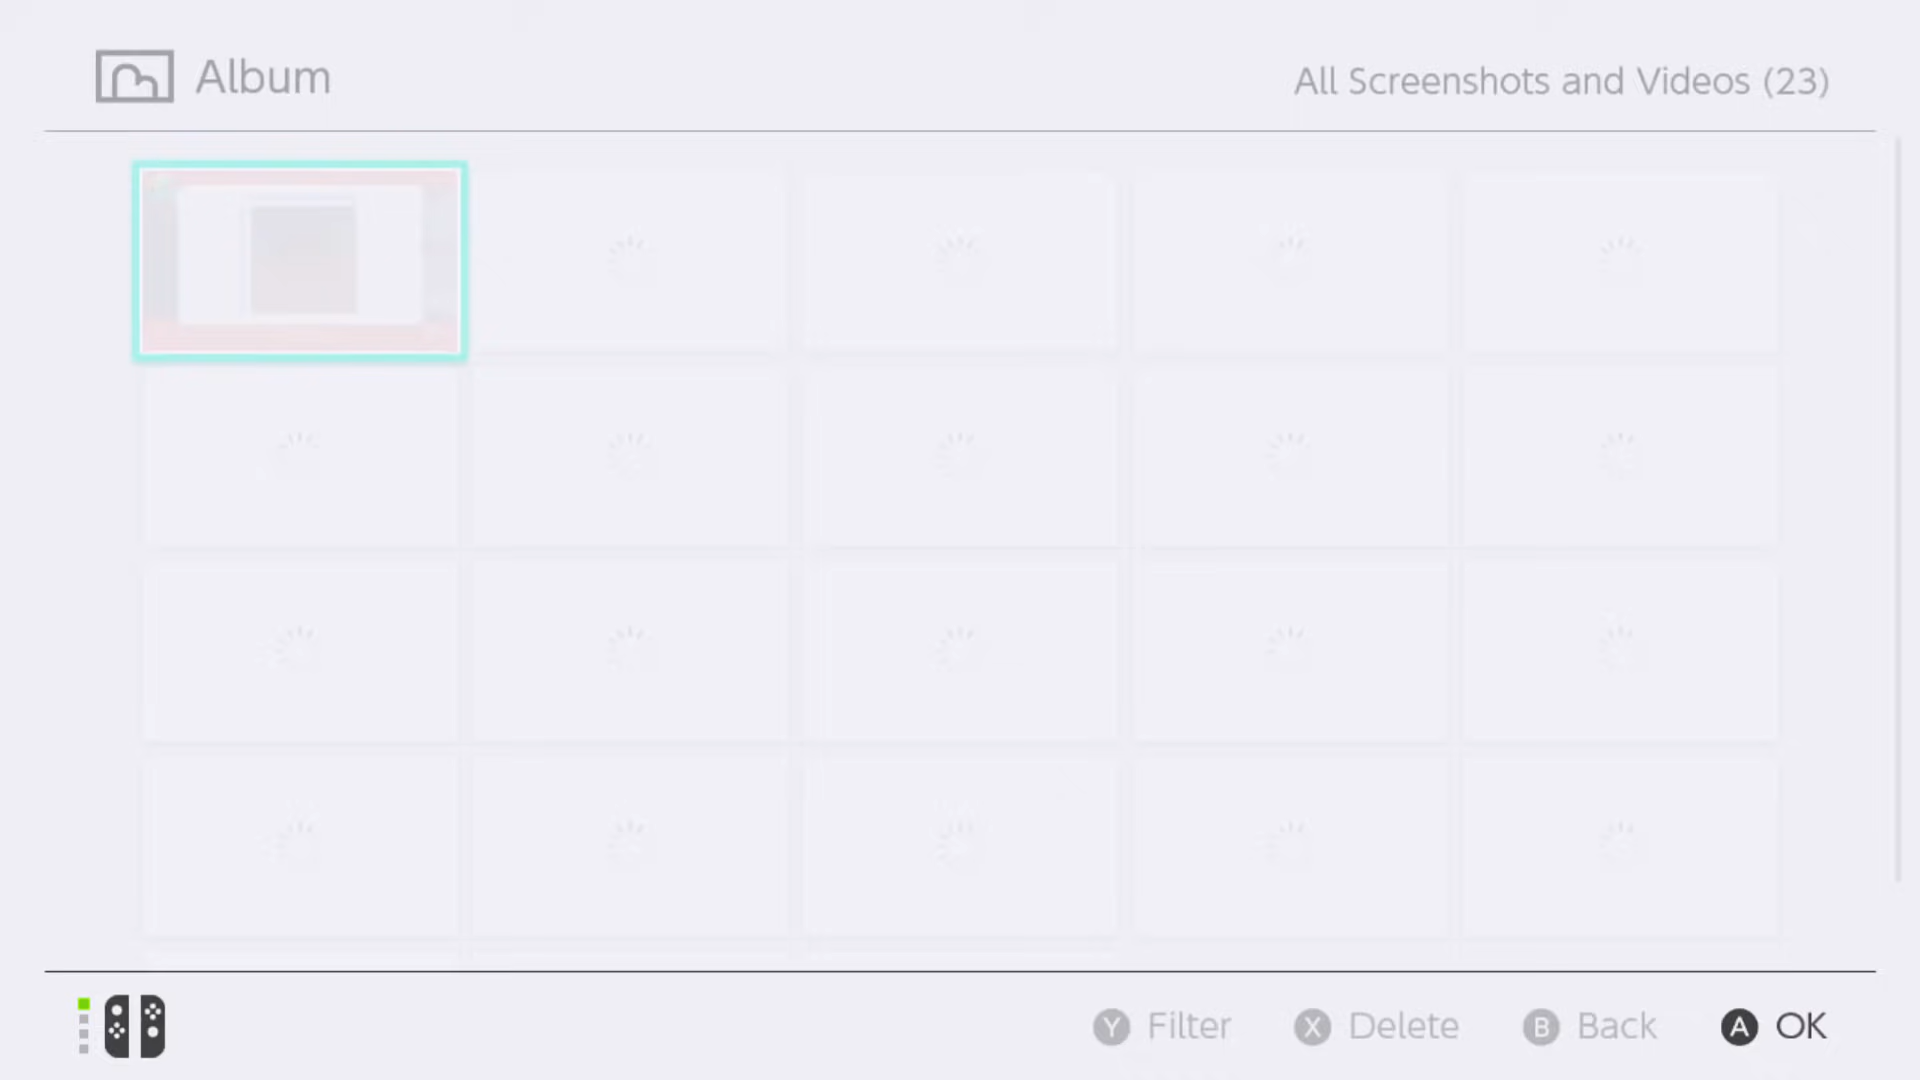 Album
All Screenshots and Videos (23)
Y Filter
X Delete
B Back
A OK